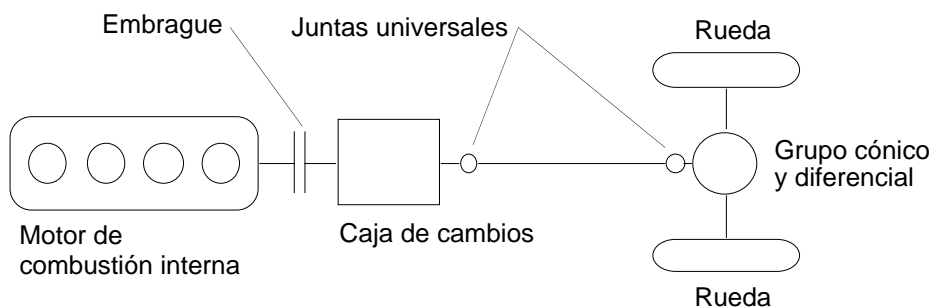 Embrague
Juntas universales
Rueda
Grupo cónico
y diferencial
Motor de
combustión interna
Caja de cambios
Rueda